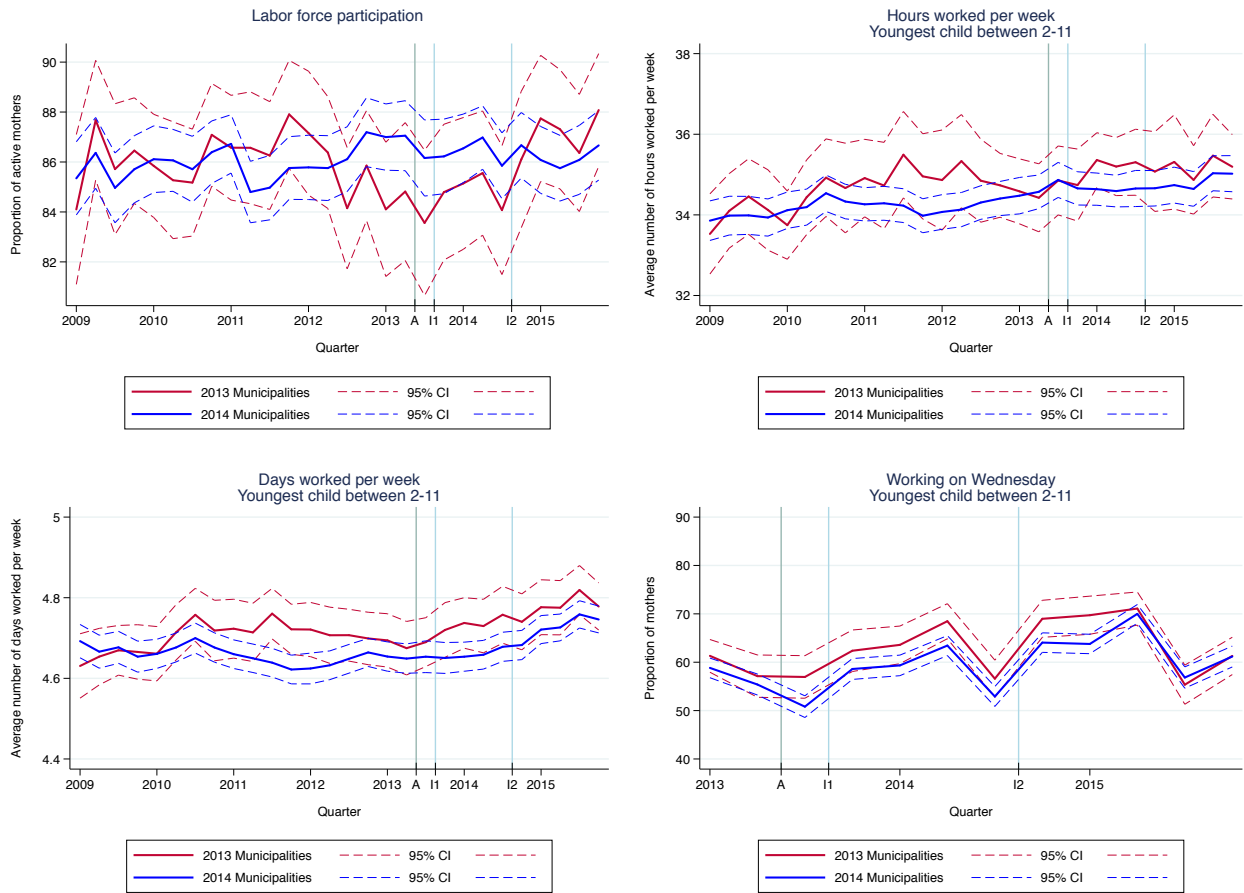 Labor force participation
Proportion of active mothers
90
88
86
84
82
2009 2010 2011 2012 2013 A I1 2014 I2 2015
Quarter
2013 Municipalities 95% CI
2014 Municipalities 95% CI
Hours worked per week
Youngest child between 2-11
Average number of hours worked per week
38
36
34
32
2009 2010 2011 2012 2013 A I1 2014 I2 2015
Quarter
2013 Municipalities 95% CI
2014 Municipalities 95% CI
Days worked per week
Youngest child between 2-11
Average number of days worked per week
5
4.8
4.6
4.4
2009 2010 2011 2012 2013 A I1 2014 I2 2015
Quarter
2013 Municipalities 95% CI
2014 Municipalities 95% CI
Working on Wednesday
Youngest child between 2-11
Proportion of mothers
90
80
70
60
50
40
2013 A I1 2014 I2 2015
Quarter
2013 Municipalities 95% CI
2014 Municipalities 95% CI